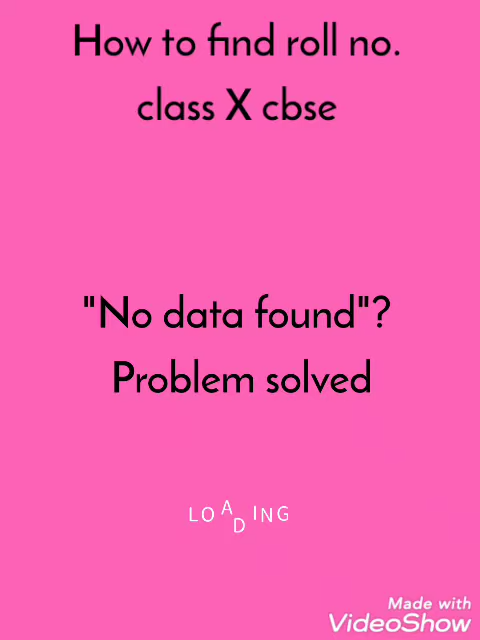 How to find roll no.
class X cbse
"No data found"?
Problem solved
LOADING
Made with
VideoShow